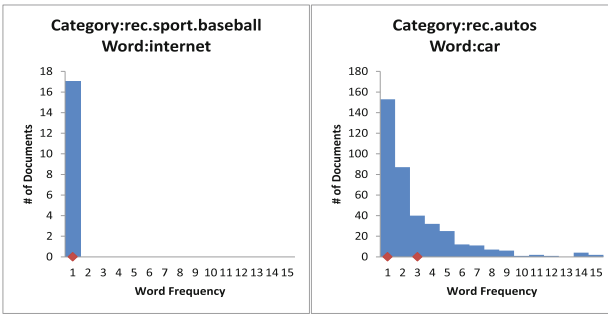 Category:rec.sport.baseball
Word:internet
18
16
14
12
10
8
6
4
2
0
# of Documents
1 2 3 4 5 6 7 8 9 10 11 12 13 14 15
Word Frequency
Category:rec.autos
Word:car
180
160
140
120
100
80
60
40
20
0
# of Documents
1 2 3 4 5 6 7 8 9 10 11 12 13 14 15
Word Frequency